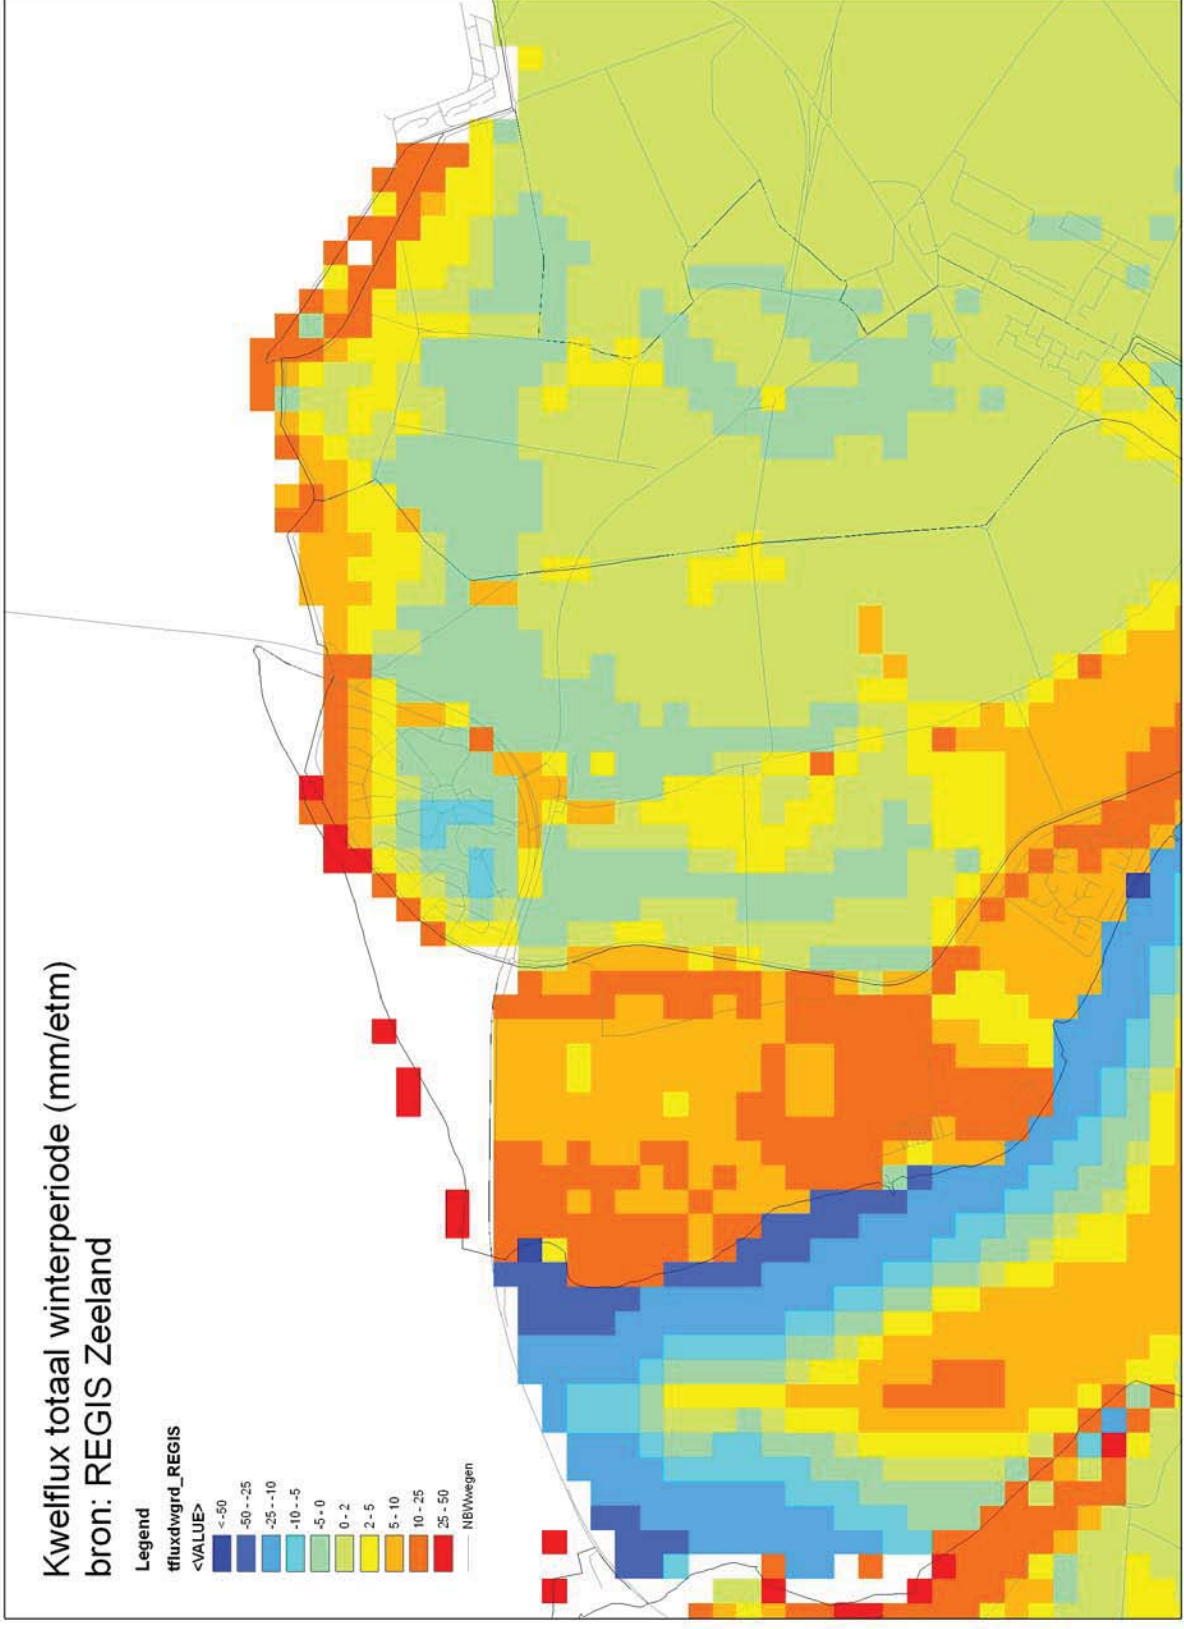 Kwelflux totaal winterperiode (mm/etm)
bron: REGIS Zeeland
Legend
tfluxdwgrd_REGIS
<VALUE>
< -50
-50 - -25
-25 - -10
-10 - -5
-5 - 0
0 - 2
2 - 5
5 - 10
10 - 25
25 - 50
NBWwegen